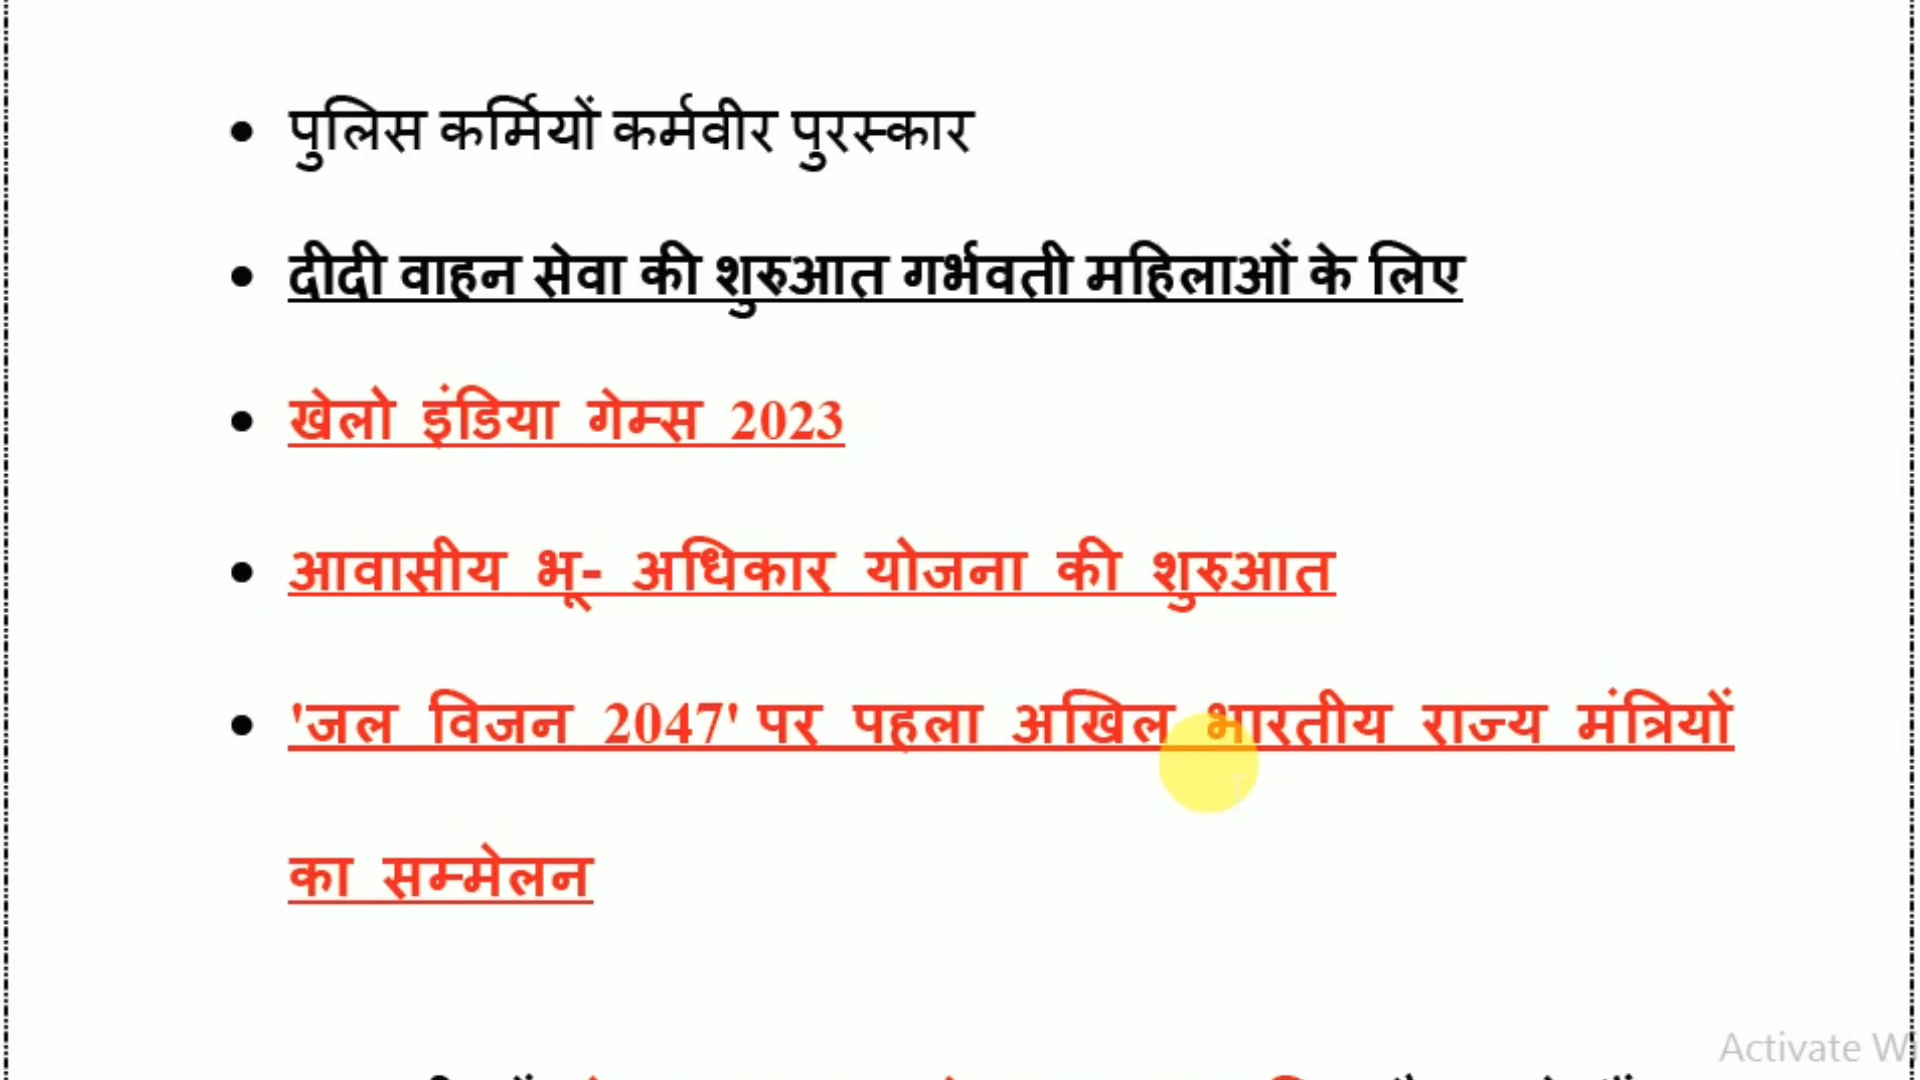 • पुलिस कर्मियों कर्मवीर पुरस्कार
• दीदी वाहन सेवा की शुरुआत गर्भवती महिलाओं के लिए
• खेलो इंडिया गेम्स 2023
• आवासीय भू- अधिकार योजना की शुरुआत
• 'जल विजन 2047' पर पहला अखिल भारतीय राज्य मंत्रियों
का सम्मेलन
Activate W